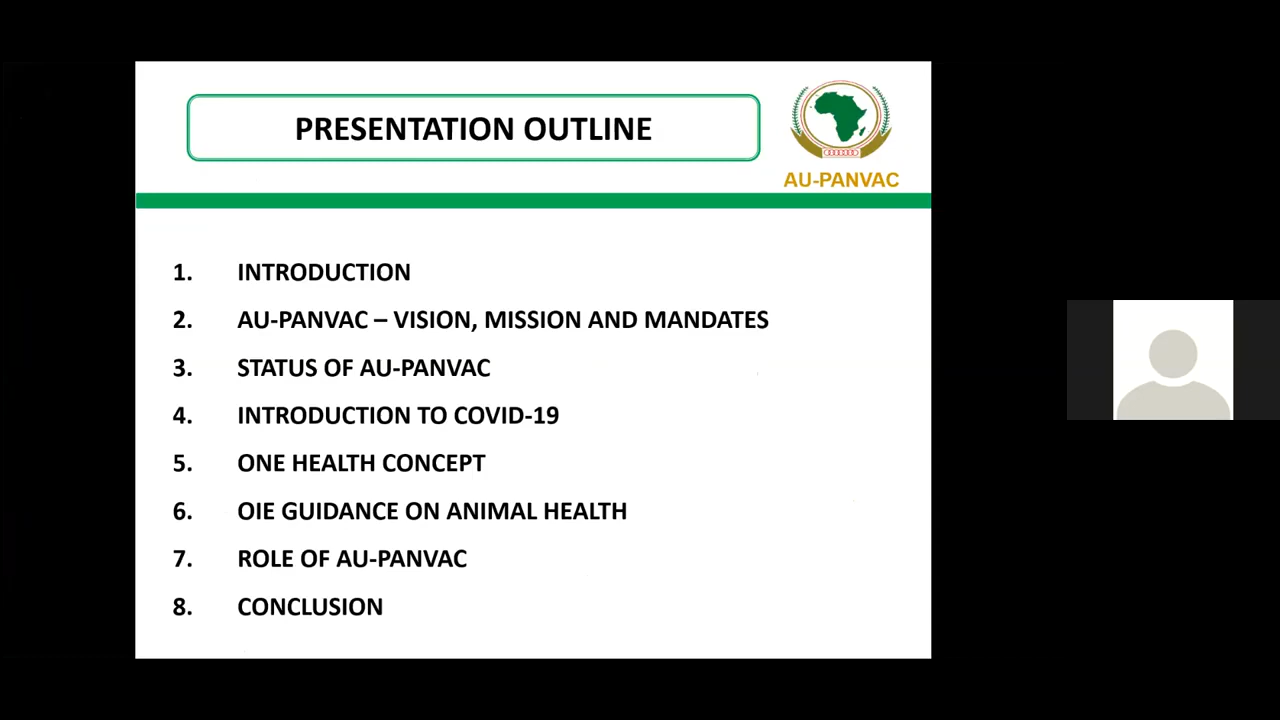 PRESENTATION OUTLINE
AU-PANVAC
1. INTRODUCTION
2. AU-PANVAC – VISION, MISSION AND MANDATES
3. STATUS OF AU-PANVAC
4. INTRODUCTION TO COVID-19
5. ONE HEALTH CONCEPT
6. OIE GUIDANCE ON ANIMAL HEALTH
7. ROLE OF AU-PANVAC
8. CONCLUSION